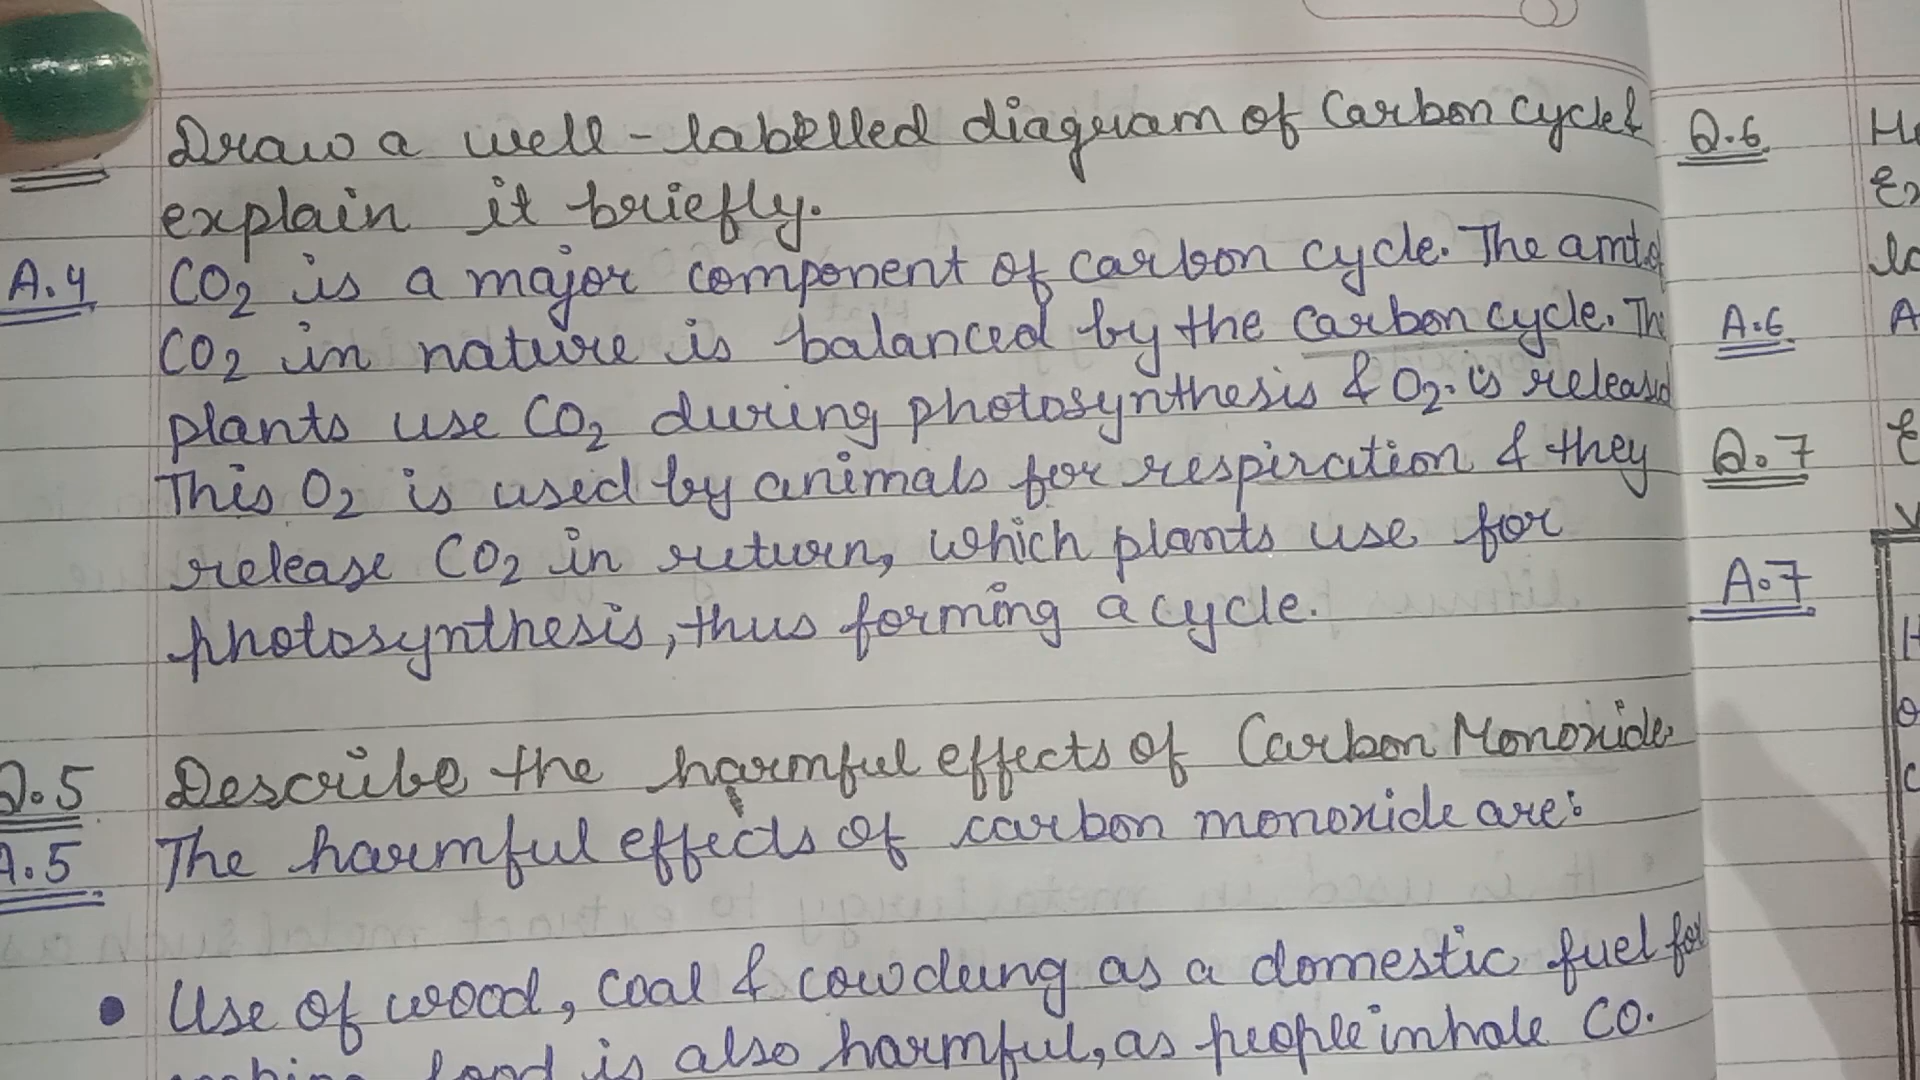 Draw a well-labelled diagram of Carbon cycle &
explain it briefly.
A.4 CO2 is a major component of carbon cycle. The amt. of
CO2 in nature is balanced by the carbon cycle. The
plants use CO2 during photosynthesis & O2 is released
This O2 is used by animals for respiration & they
release CO2 in return, which plants use for
photosynthesis, thus forming a cycle.
Q.5 Describe the harmful effects of Carbon Monoxide.
A.5 The harmful effects of carbon monoxide are:
• Use of wood, coal & cowdung as a domestic fuel for
food is also harmful, as people inhale CO.
Q.6
A.6
Q.7
A.7